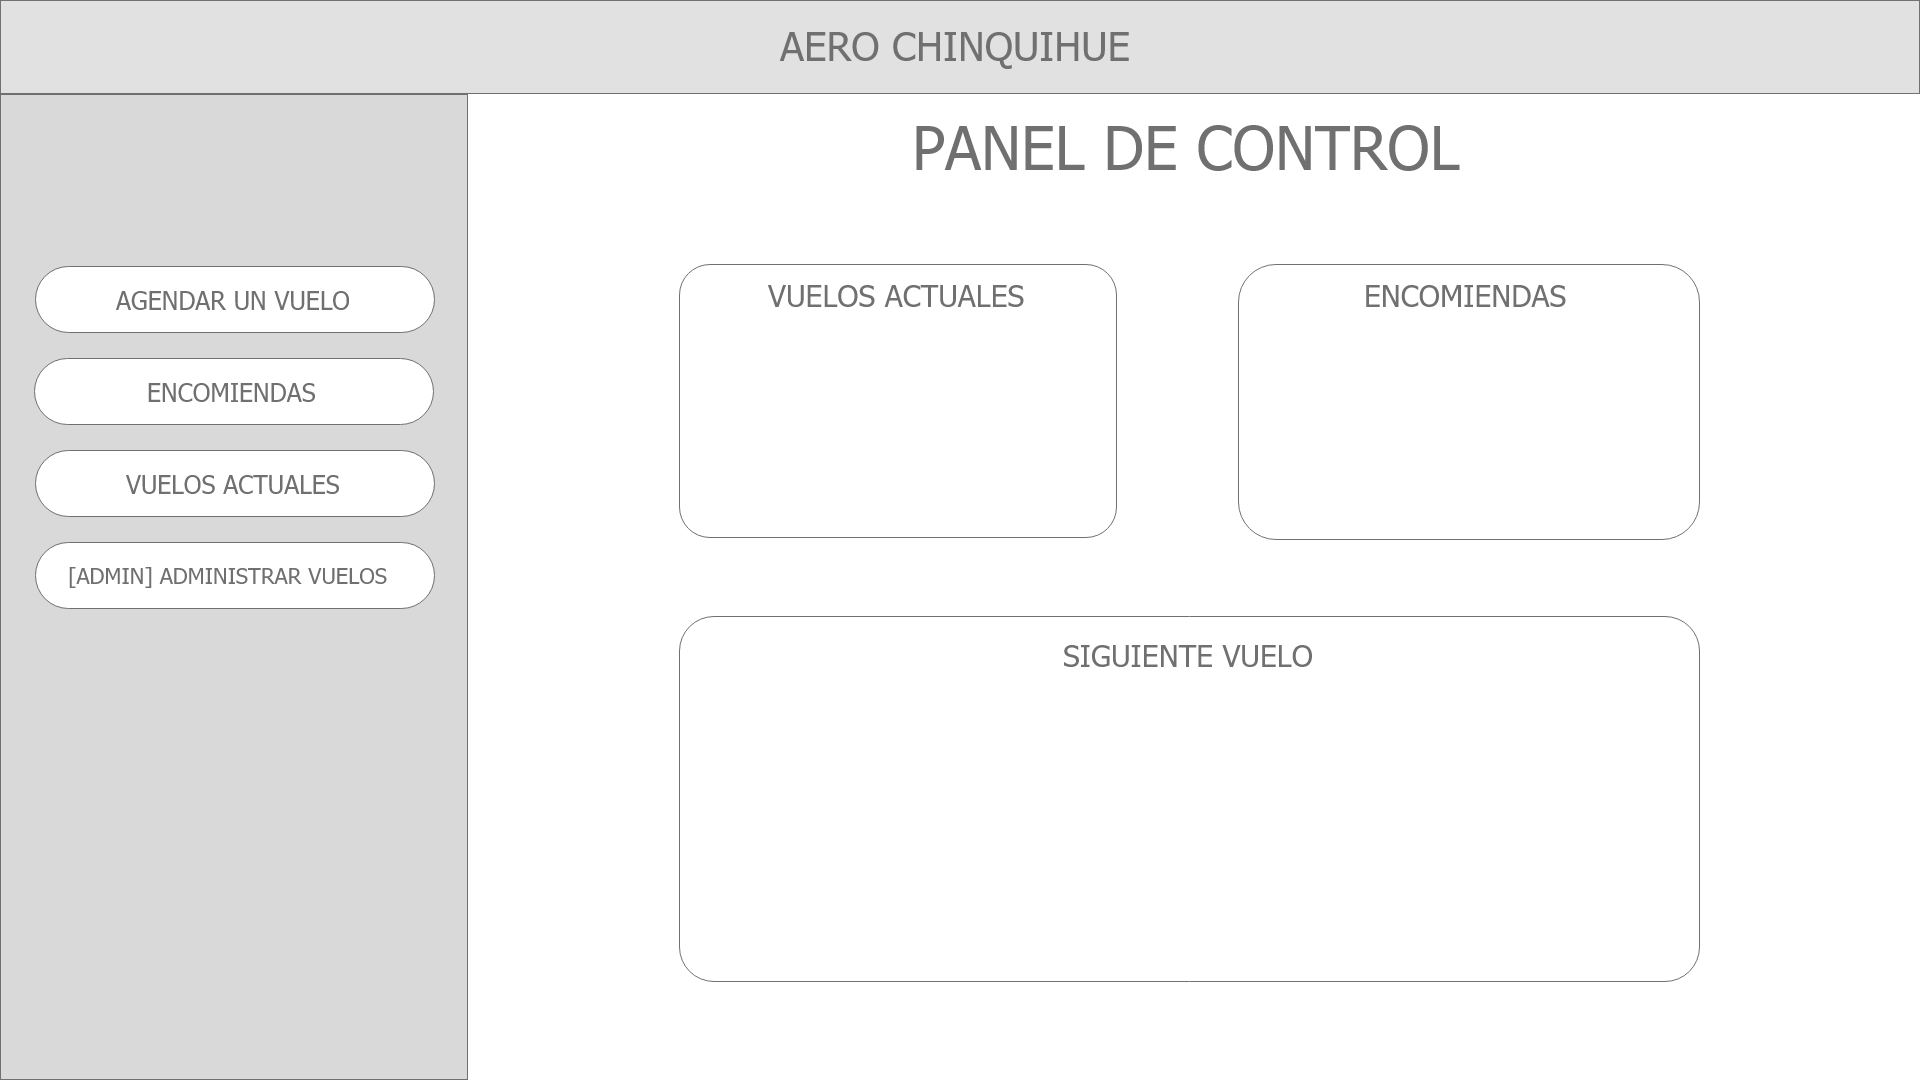 AERO CHINQUIHUE
PANEL DE CONTROL
AGENDAR UN VUELO
ENCOMIENDAS
VUELOS ACTUALES
[ADMIN] ADMINISTRAR VUELOS
VUELOS ACTUALES
ENCOMIENDAS
SIGUIENTE VUELO